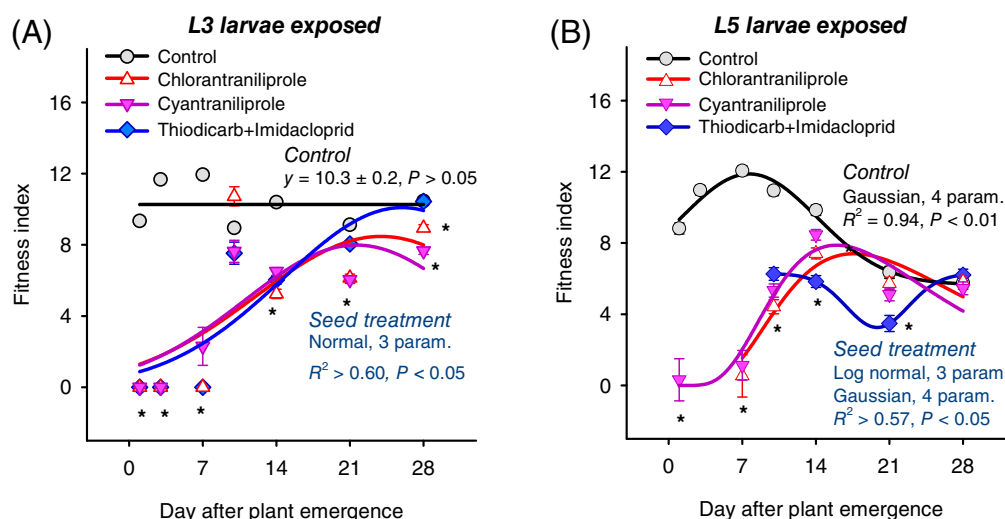 (A)
L3 larvae exposed
Control
Chlorantraniliprole
Cyantraniliprole
Thiodicarb+Imidacloprid
Control
y = 10.3 ± 0.2, P > 0.05
Seed treatment
Normal, 3 param.
R² > 0.60, P < 0.05
Fitness index
16
12
8
4
0
* * *
*
*
*
*
0 7 14 21 28
Day after plant emergence
(B)
L5 larvae exposed
Control
Chlorantraniliprole
Cyantraniliprole
Thiodicarb+Imidacloprid
Control
Gaussian, 4 param.
R² = 0.94, P < 0.01
Seed treatment
Log normal, 3 param
Gaussian, 4 param.
R² > 0.57, P < 0.05
Fitness index
16
12
8
4
0
*
*
*
*
*
*
0 7 14 21 28
Day after plant emergence